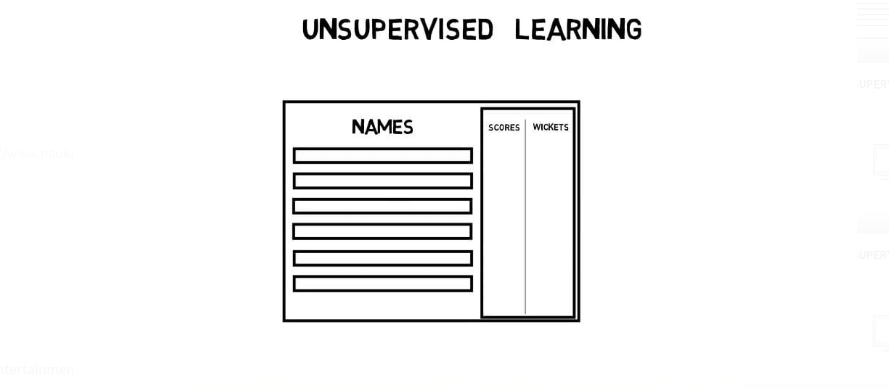 UNSUPERVISED LEARNING
NAMES
SCORES WICKETS